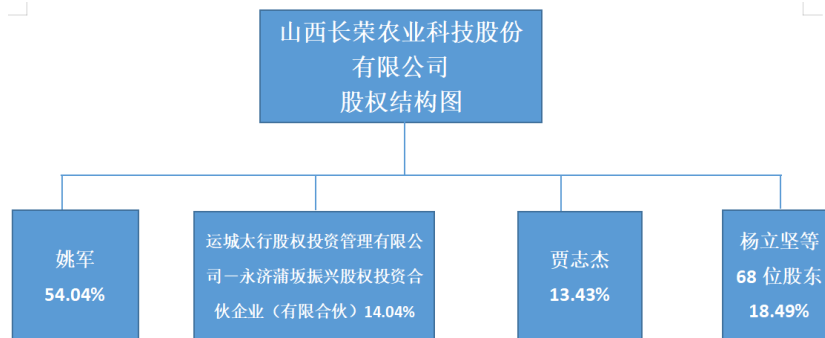 山西长荣农业科技股份
有限公司
股权结构图
姚军
54.04%
运城太行股权投资管理有限公
司－永济蒲坂振兴股权投资合
伙企业（有限合伙）14.04%
贾志杰
13.43%
杨立坚等
68 位股东
18.49%